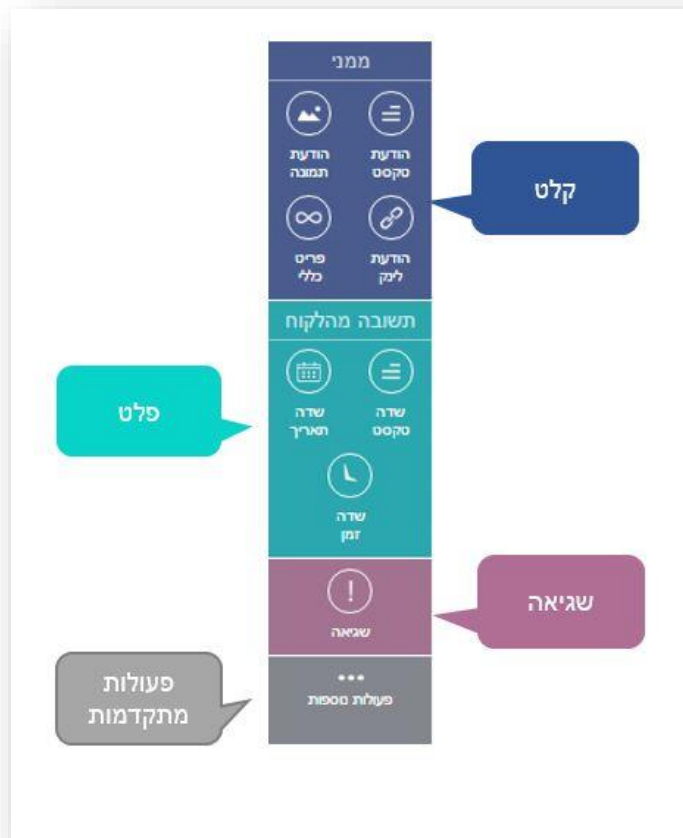 ממני
הודעת
טקסט
הודעת
תמונה
קלט
הודעת
לינק
פריט
כללי
תשובה מהלקוח
שדה
טקסט
שדה
תאריך
פלט
שדה
זמן
שגיאה
שגיאה
פעולות נוספות
פעולות
מתקדמות